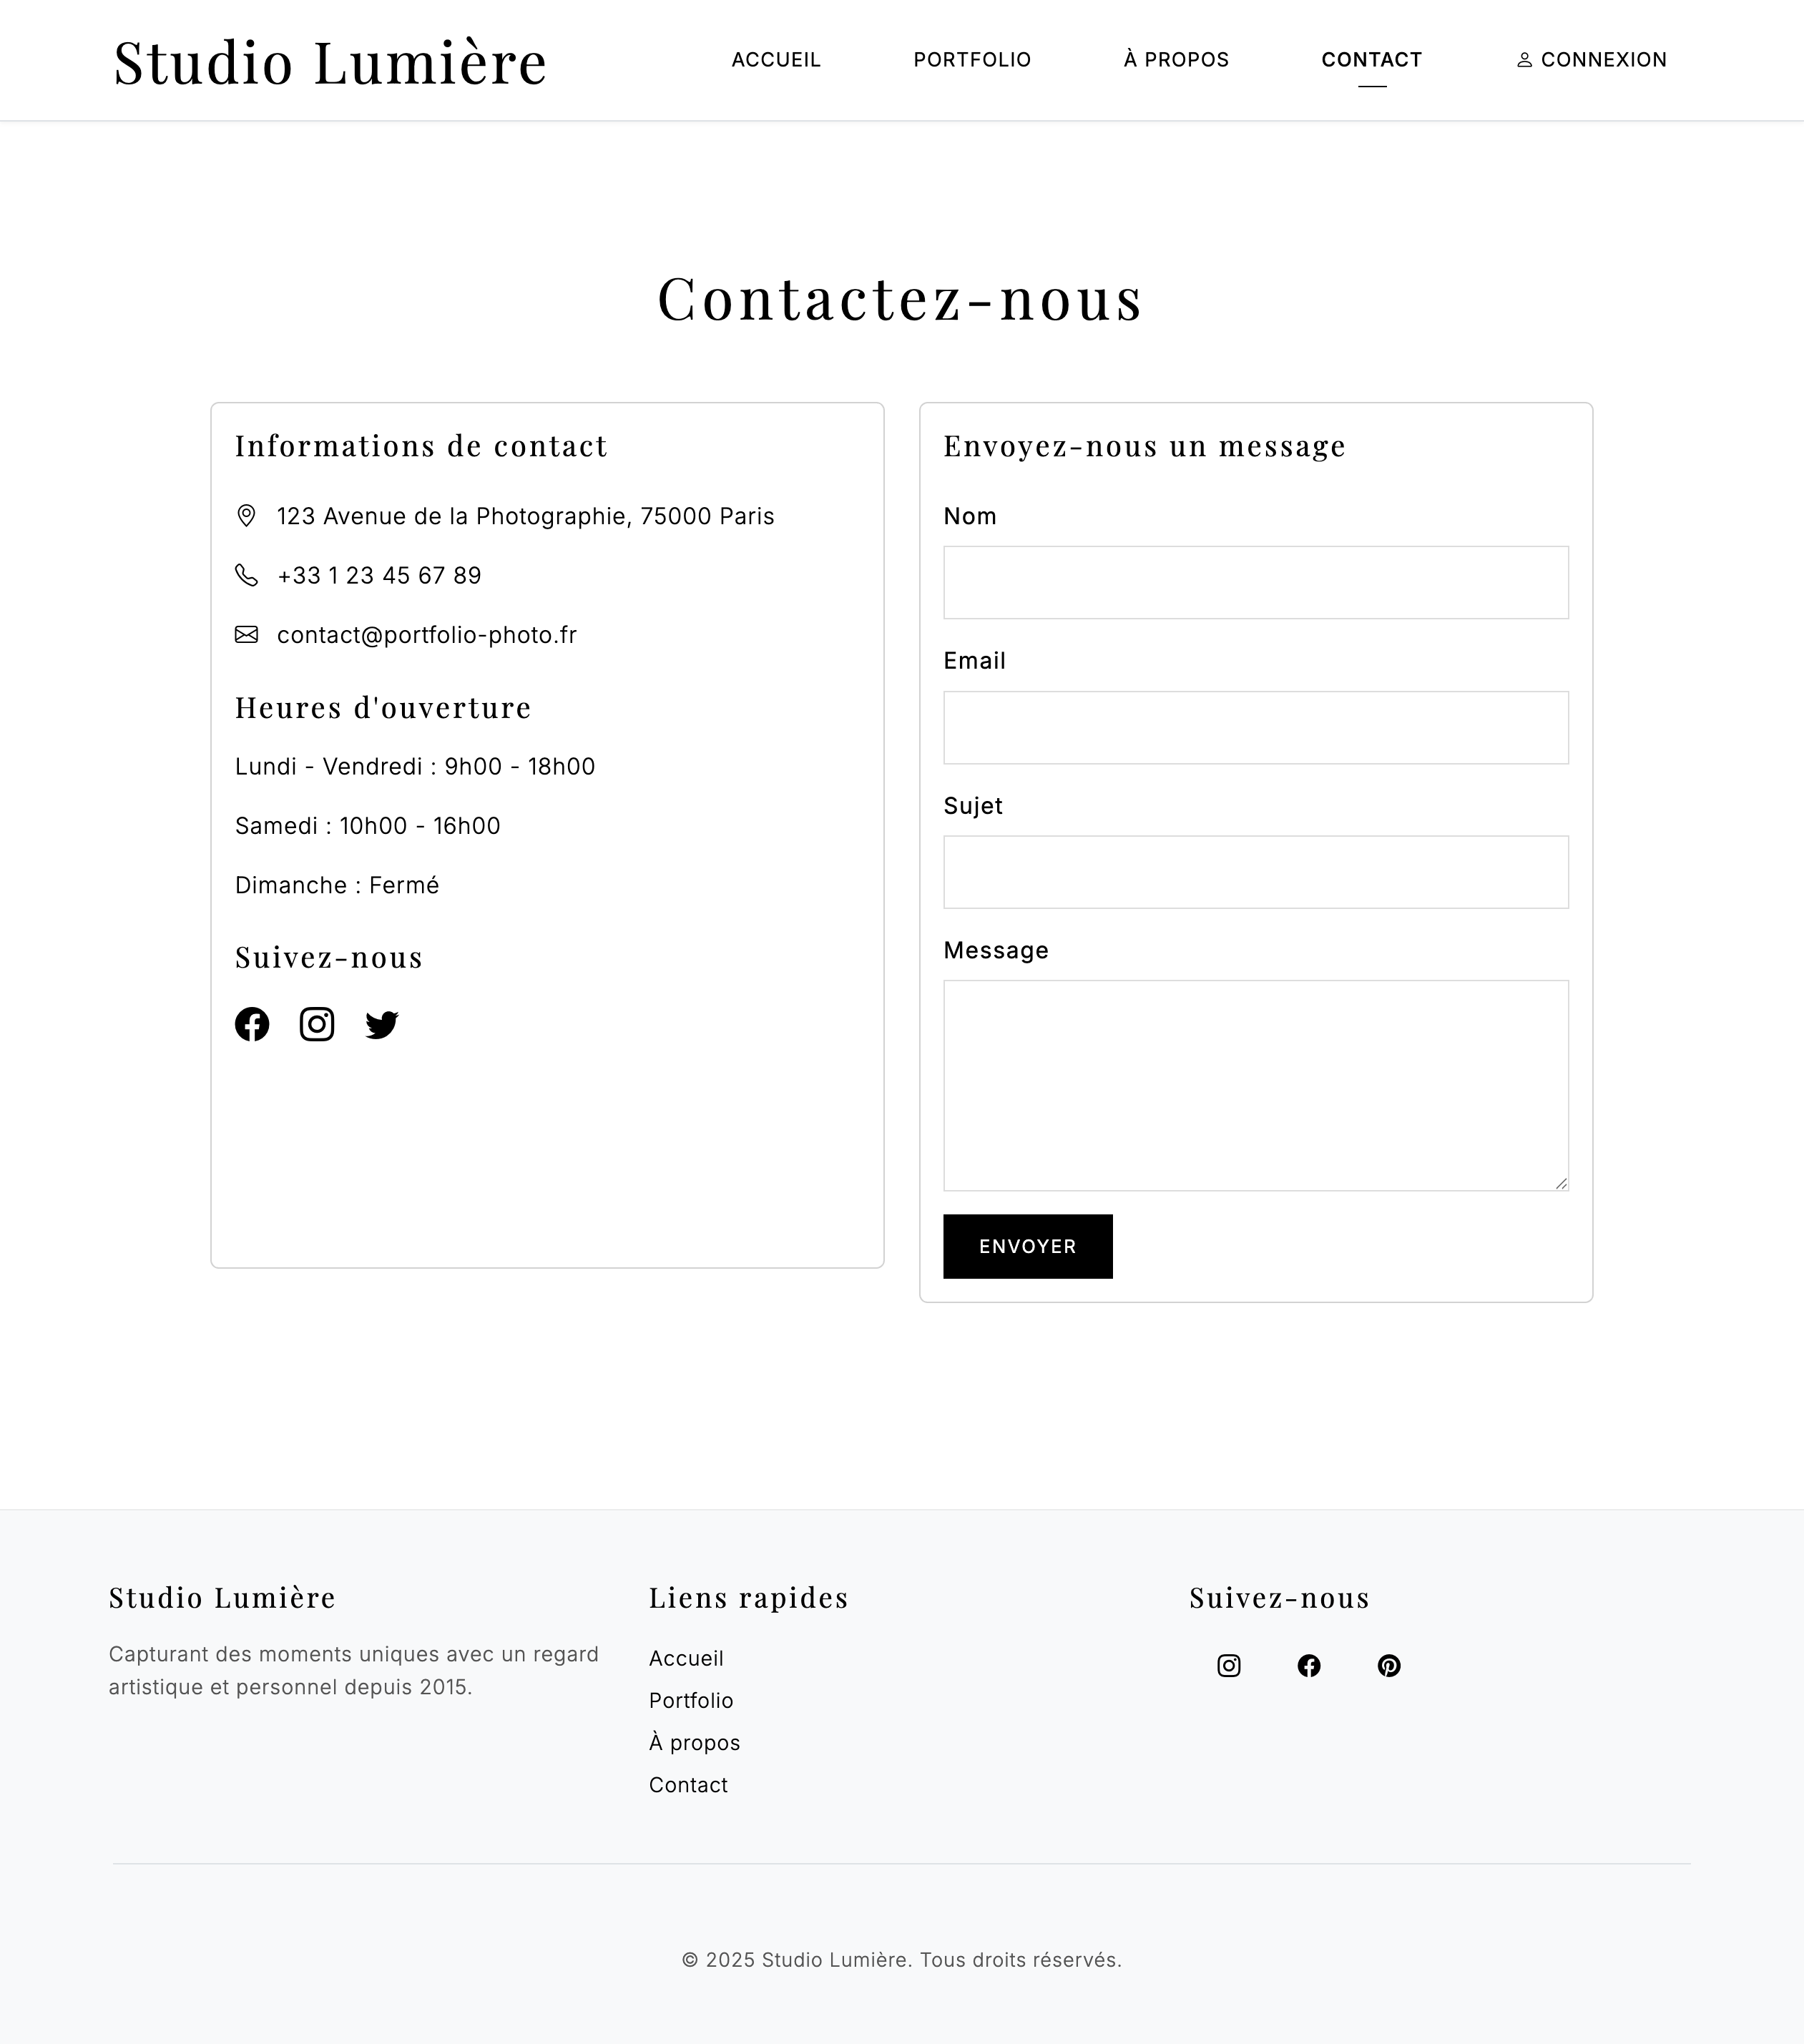 Studio Lumière
ACCUEIL
PORTFOLIO
À PROPOS
CONTACT
CONNEXION
Contactez-nous
Informations de contact
123 Avenue de la Photographie, 75000 Paris
+33 1 23 45 67 89
contact@portfolio-photo.fr
Heures d'ouverture
Lundi - Vendredi : 9h00 - 18h00
Samedi : 10h00 - 16h00
Dimanche : Fermé
Suivez-nous
Envoyez-nous un message
Nom
Email
Sujet
Message
ENVOYER
Studio Lumière
Capturant des moments uniques avec un regard
artistique et personnel depuis 2015.
Liens rapides
Accueil
Portfolio
À propos
Contact
Suivez-nous
© 2025 Studio Lumière. Tous droits réservés.